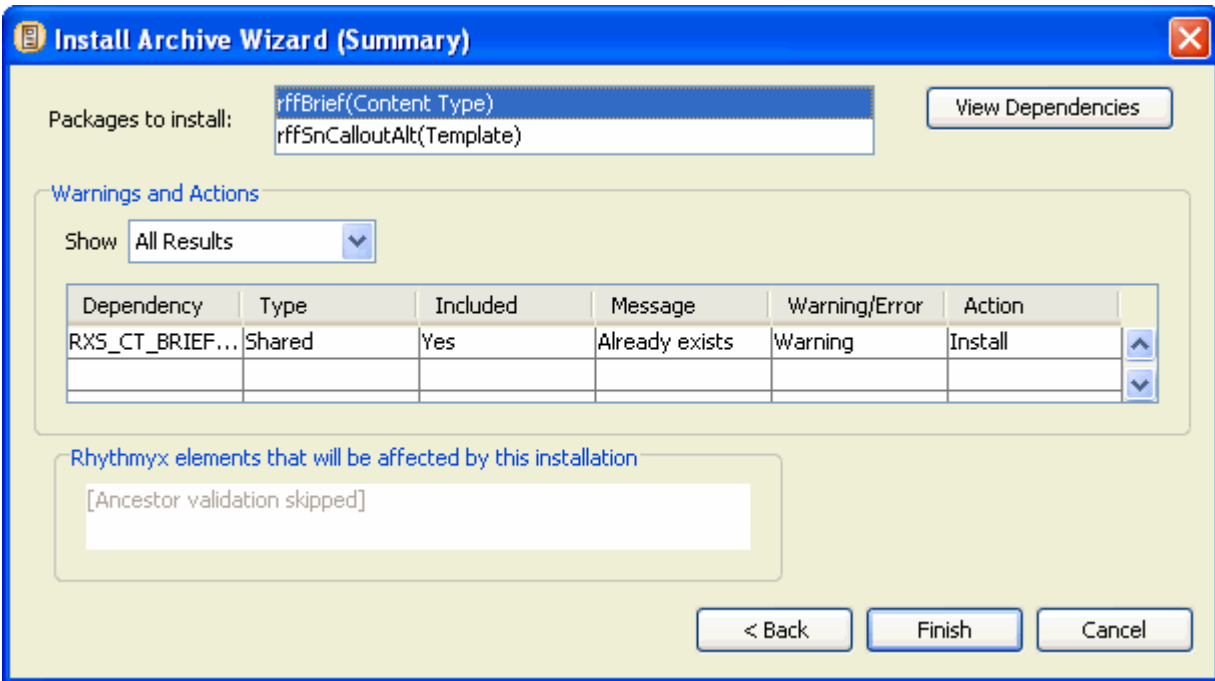 Install Archive Wizard (Summary)
Packages to install:
rffBrief(Content Type)
rffSnCalloutAlt(Template)
View Dependencies
Warnings and Actions
Show All Results
Dependency Type Included Message Warning/Error Action
RXS_CT_BRIEF... Shared Yes Already exists Warning Install
Rhythmyx elements that will be affected by this installation
[Ancestor validation skipped]
< Back Finish Cancel